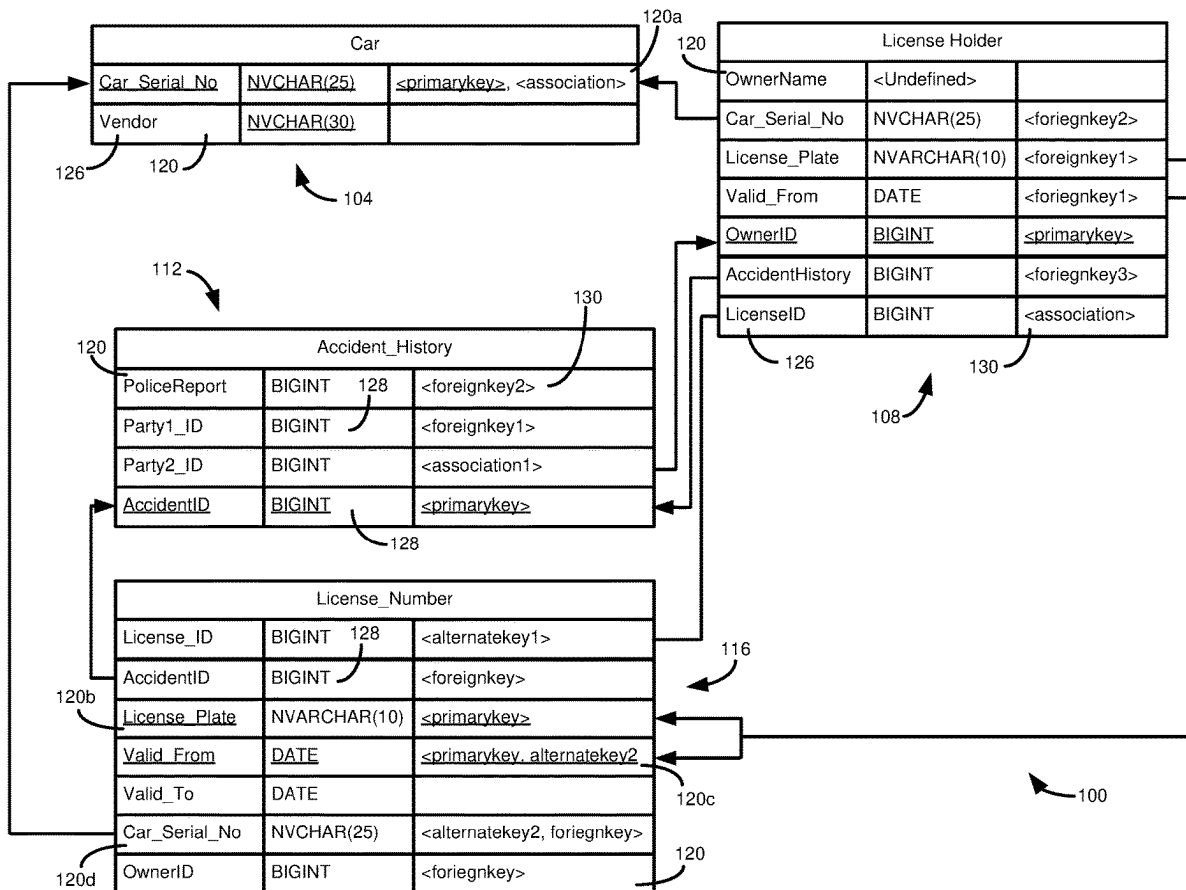 120a
Car
Car_Serial_No NVCHAR(25) <primarykey>, <association>
Vendor NVCHAR(30)
126
120
104
120
License Holder
OwnerName <Undefined>
Car_Serial_No NVCHAR(25) <foriegnkey2>
License_Plate NVARCHAR(10) <foreignkey1>
Valid_From DATE <foriegnkey1>
OwnerID BIGINT <primarykey>
AccidentHistory BIGINT <foriegnkey3>
LicenseID BIGINT <association>
126
130
108
112
130
120
Accident_History
PoliceReport BIGINT <foreignkey2>
128
Party1_ID BIGINT <foreignkey1>
Party2_ID BIGINT <association1>
AccidentID BIGINT <primarykey>
128
License_Number
License_ID BIGINT <alternatekey1>
128
AccidentID BIGINT <foreignkey>
116
120b
License_Plate NVARCHAR(10) <primarykey>
Valid_From DATE <primarykey, alternatekey2
120c
Valid_To DATE
100
Car_Serial_No NVCHAR(25) <alternatekey2, foriegnkey>
120d
OwnerID BIGINT <foriegnkey>
120